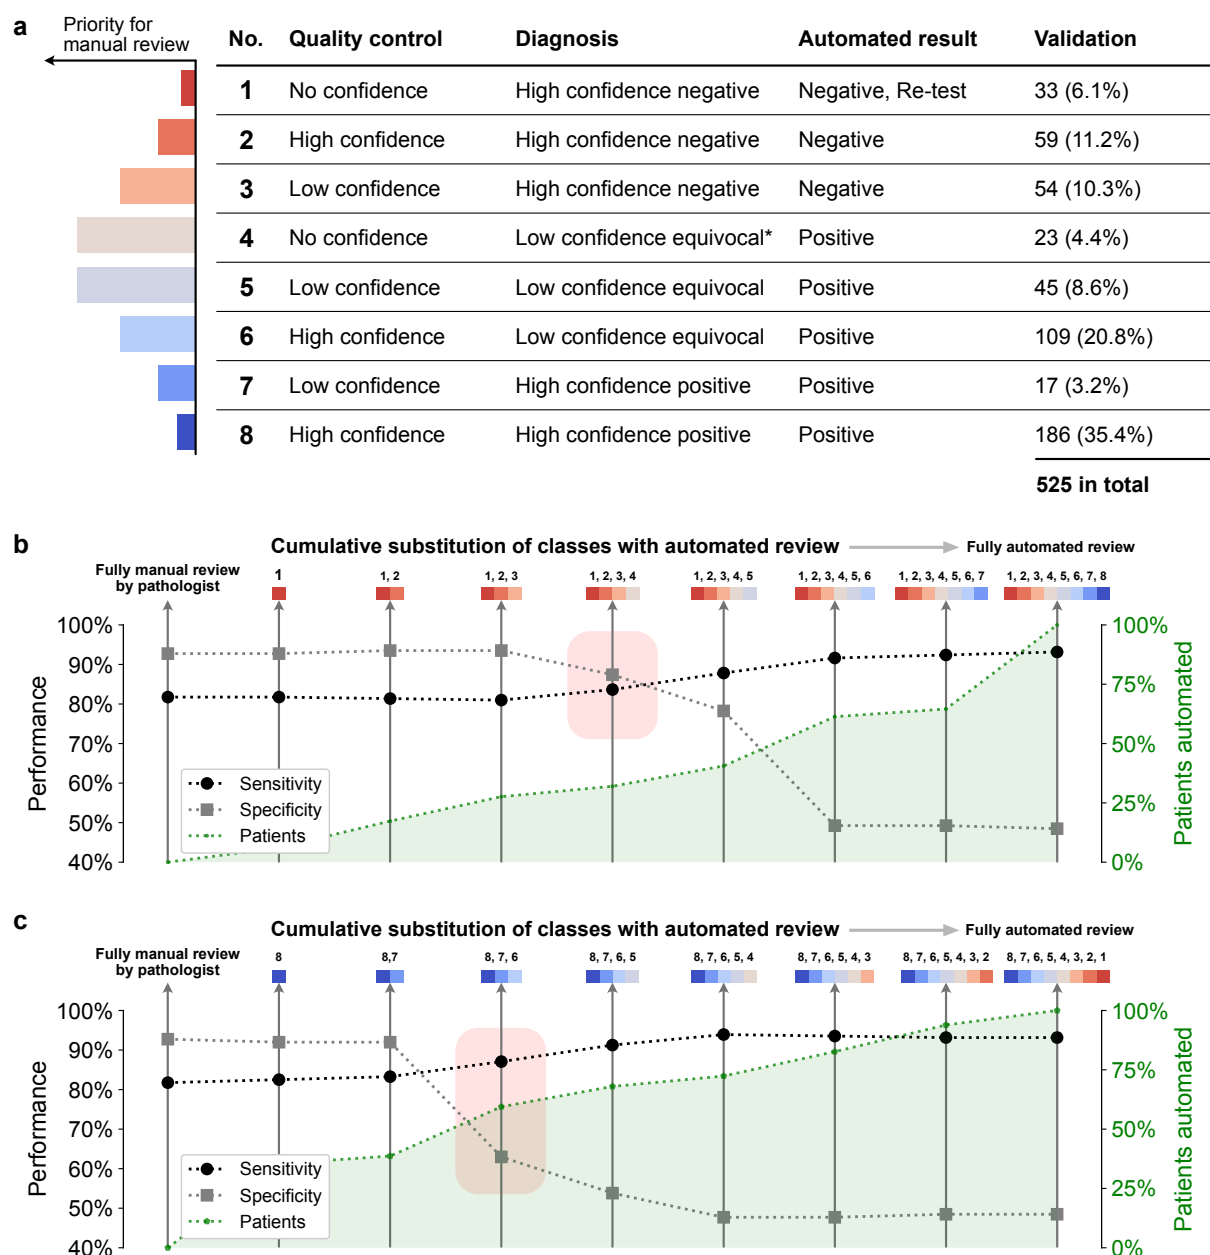 a
Priority for
manual review
No. Quality control Diagnosis Automated result Validation
1 No confidence High confidence negative Negative, Re-test 33 (6.1%)
2 High confidence High confidence negative Negative 59 (11.2%)
3 Low confidence High confidence negative Negative 54 (10.3%)
4 No confidence Low confidence equivocal* Positive 23 (4.4%)
5 Low confidence Low confidence equivocal Positive 45 (8.6%)
6 High confidence Low confidence equivocal Positive 109 (20.8%)
7 Low confidence High confidence positive Positive 17 (3.2%)
8 High confidence High confidence positive Positive 186 (35.4%)
525 in total
b
Cumulative substitution of classes with automated review
Fully automated review
Fully manual review
by pathologist
1
1, 2
1, 2, 3
1, 2, 3, 4
1, 2, 3, 4, 5
1, 2, 3, 4, 5, 6
1, 2, 3, 4, 5, 6, 7
1, 2, 3, 4, 5, 6, 7, 8
Performance
100%
90%
80%
70%
60%
50%
40%
Sensitivity
Specificity
Patients
100%
75%
50%
25%
0%
Patients automated
c
Cumulative substitution of classes with automated review
Fully automated review
Fully manual review
by pathologist
8
8,7
8, 7, 6
8, 7, 6, 5
8, 7, 6, 5, 4
8, 7, 6, 5, 4, 3
8, 7, 6, 5, 4, 3, 2
8, 7, 6, 5, 4, 3, 2, 1
Performance
100%
90%
80%
70%
60%
50%
40%
Sensitivity
Specificity
Patients
100%
75%
50%
25%
0%
Patients automated